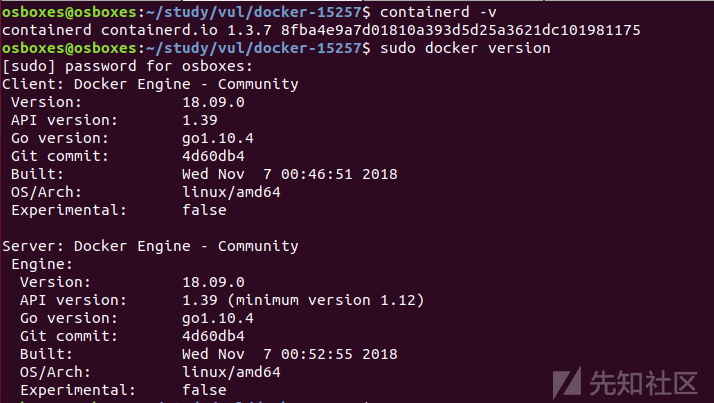 osboxes@osboxes:~/study/vul/docker-15257$ containerd -v
containerd containerd.io 1.3.7 8fba4e9a7d01810a393d5d25a3621dc101981175
osboxes@osboxes:~/study/vul/docker-15257$ sudo docker version
[sudo] password for osboxes:
Client: Docker Engine - Community
 Version:           18.09.0
 API version:       1.39
 Go version:        go1.10.4
 Git commit:        4d60db4
 Built:             Wed Nov  7 00:46:51 2018
 OS/Arch:           linux/amd64
 Experimental:      false

Server: Docker Engine - Community
 Engine:
  Version:          18.09.0
  API version:      1.39 (minimum version 1.12)
  Go version:       go1.10.4
  Git commit:       4d60db4
  Built:            Wed Nov  7 00:52:55 2018
  OS/Arch:          linux/amd64
  Experimental:     false
先知社区